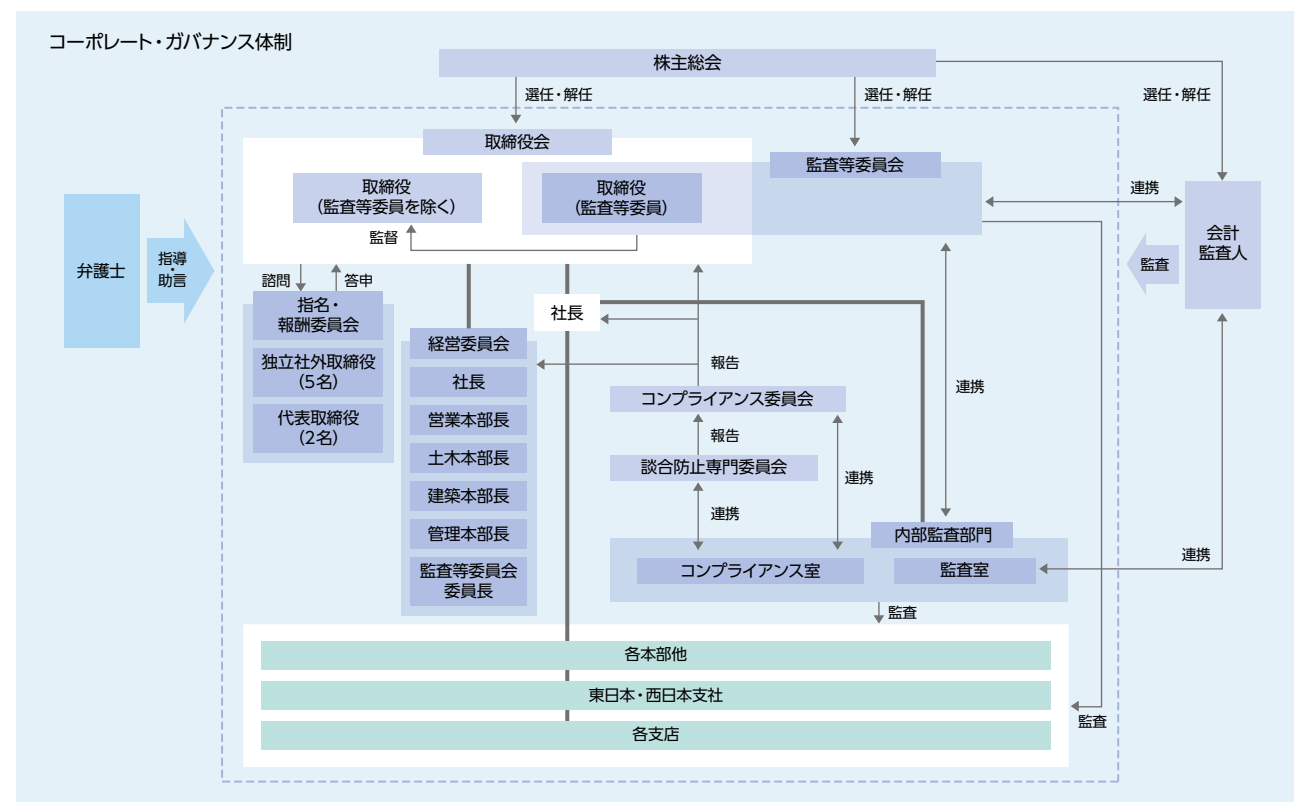 コーポレート・ガバナンス体制
株主総会
選任・解任
選任・解任
選任・解任
取締役会
監査等委員会
取締役
(監査等委員を除く)
取締役
(監査等委員)
監督
連携
会計
監査人
監査
弁護士
指導
・
助言
諮問
答申
指名・
報酬委員会
独立社外取締役
(5名)
代表取締役
(2名)
社長
経営委員会
社長
営業本部長
土木本部長
建築本部長
管理本部長
監査等委員会
委員長
報告
コンプライアンス委員会
報告
談合防止専門委員会
連携
連携
連携
内部監査部門
コンプライアンス室
監査室
連携
監査
各本部他
東日本・西日本支社
各支店
監査